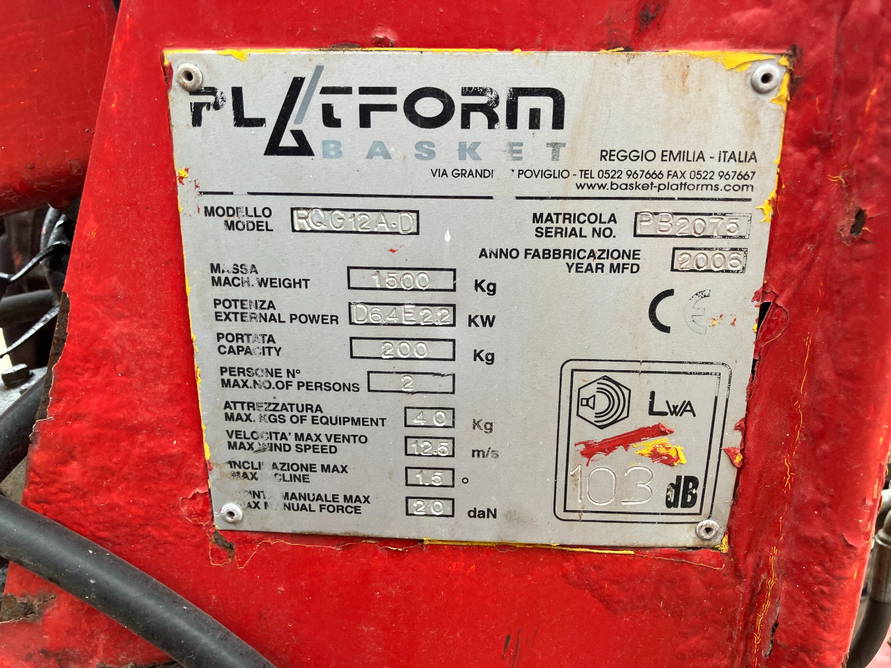 PLATFORM
BASKET
REGGIO EMILIA - ITALIA
VIA GRANDI POVIGLIO - TEL 0522 967666 FAX 0522 967667
www.basket-platforms.com
MODELLO
MODEL RQG12A-D
MATRICOLA
SERIAL NO. PB2075
ANNO FABBRICAZIONE
YEAR MFD 2006
MASSA
MACH. WEIGHT 1500 Kg
POTENZA
EXTERNAL POWER D6.4E2.2 KW
PORTATA
CAPACITY 200 Kg
PERSONE N°
MAX.NO.OF PERSONS 2
ATTREZZATURA
MAX. KGS OF EQUIPMENT 40 Kg
VELOCITA' MAX VENTO
MAX WIND SPEED 12.5 m/s
INCLINAZIONE MAX
MAX INCLINE 1.5 °
SPINTA MANUALE MAX
MAX MANUAL FORCE 20 daN
CE
LWA
103 dB